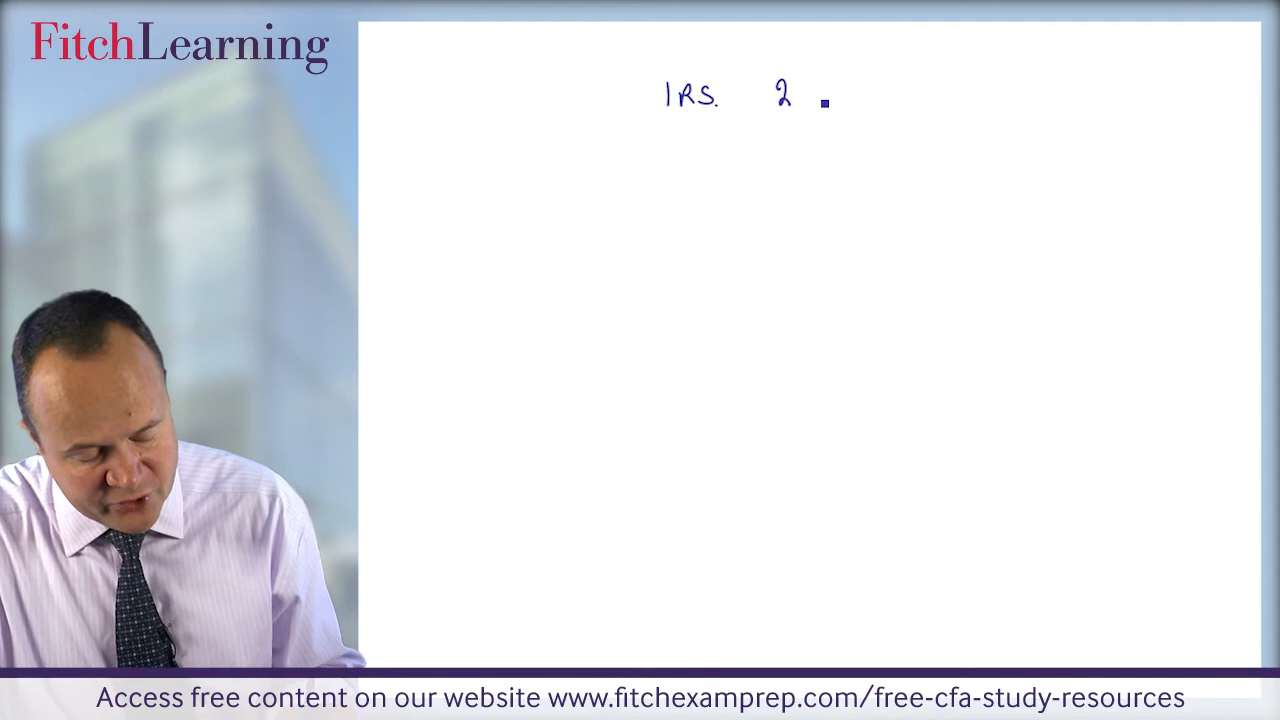 FitchLearning
IRS. 2
Access free content on our website www.fitchexamprep.com/free-cfa-study-resources